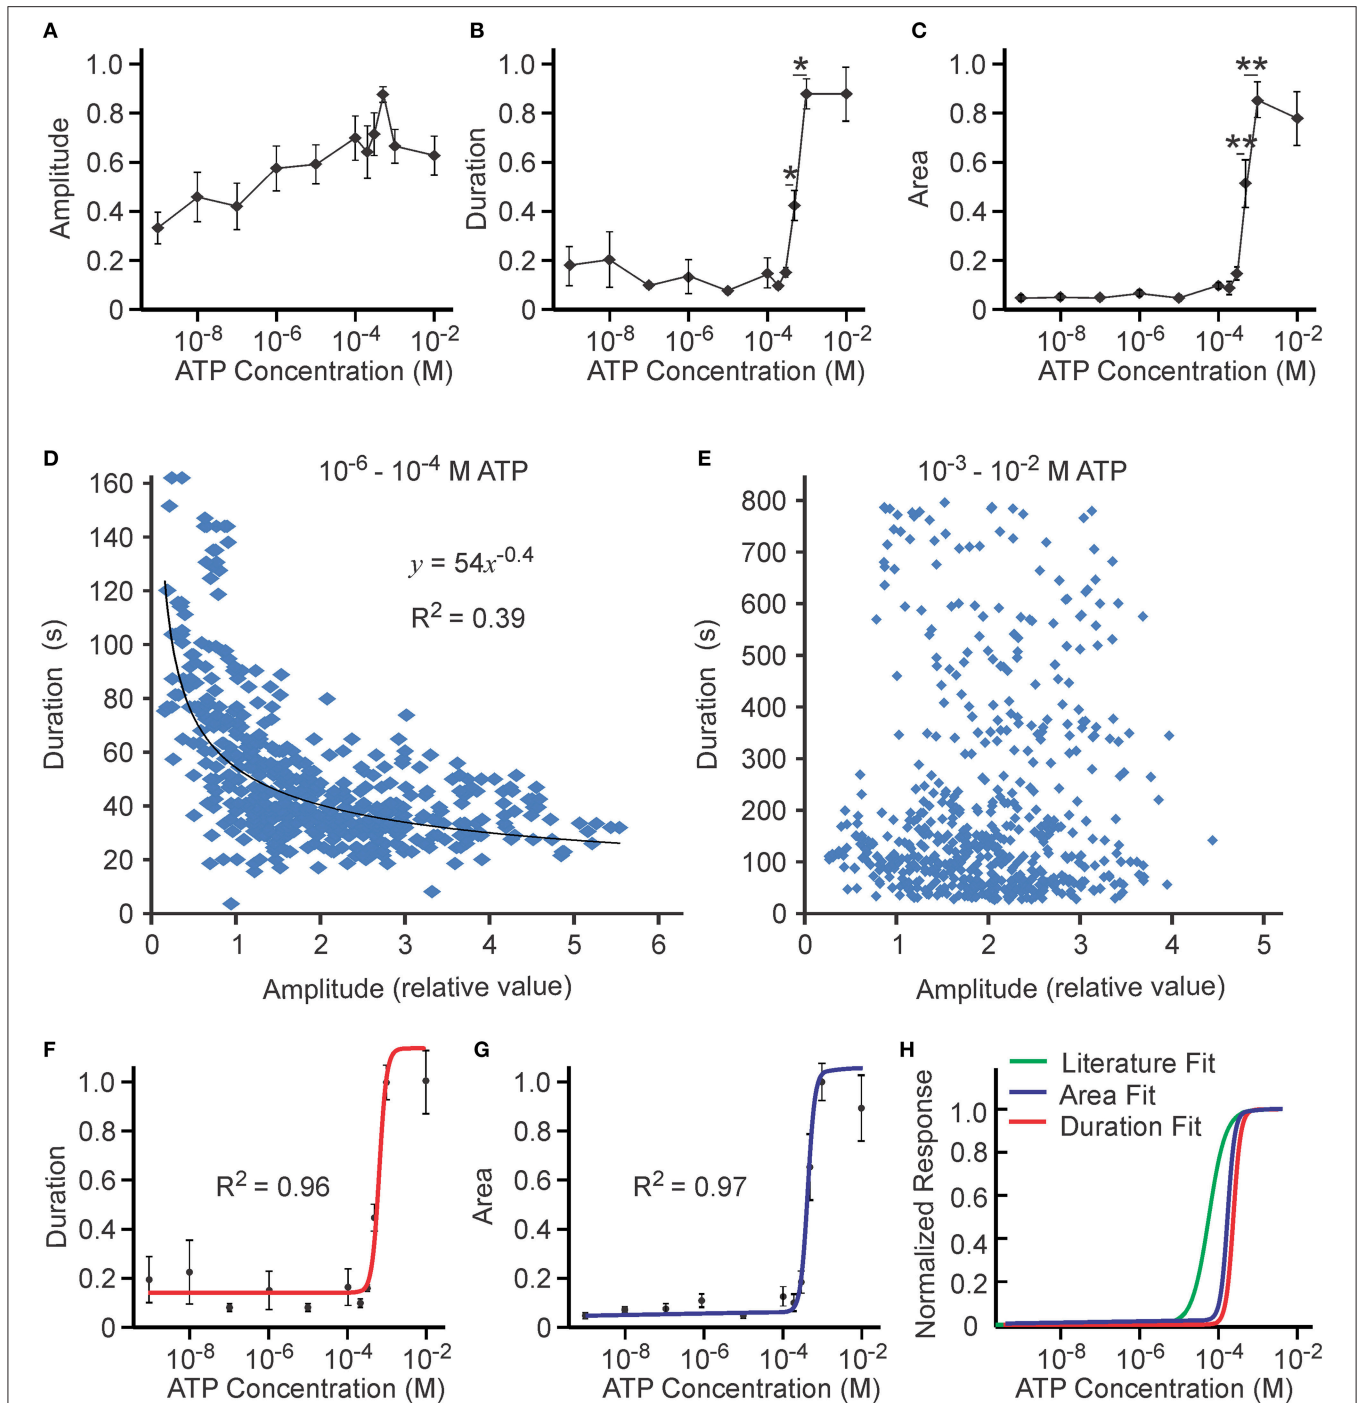 A
1.0
0.8
0.6
0.4
0.2
0
Amplitude
10-8
10-6
10-4
10-2
ATP Concentration (M)
B
1.0
0.8
0.6
0.4
0.2
0
Duration
*
*
10-8
10-6
10-4
10-2
ATP Concentration (M)
C
1.0
0.8
0.6
0.4
0.2
0
Area
**
**
10-8
10-6
10-4
10-2
ATP Concentration (M)
D
10-6 - 10-4 M ATP
y = 54x-0.4
R2 = 0.39
160
140
120
100
80
60
40
20
0
Duration (s)
0 1 2 3 4 5 6
Amplitude (relative value)
E
10-3 - 10-2 M ATP
800
700
600
500
400
300
200
100
0
Duration (s)
0 1 2 3 4 5
Amplitude (relative value)
F
1.0
0.8
0.6
0.4
0.2
0
Duration
R2 = 0.96
10-8
10-6
10-4
10-2
ATP Concentration (M)
G
1.0
0.8
0.6
0.4
0.2
0
Area
R2 = 0.97
10-8
10-6
10-4
10-2
ATP Concentration (M)
H
Literature Fit
Area Fit
Duration Fit
1.0
0.8
0.6
0.4
0.2
0
Normalized Response
10-8
10-6
10-4
10-2
ATP Concentration (M)